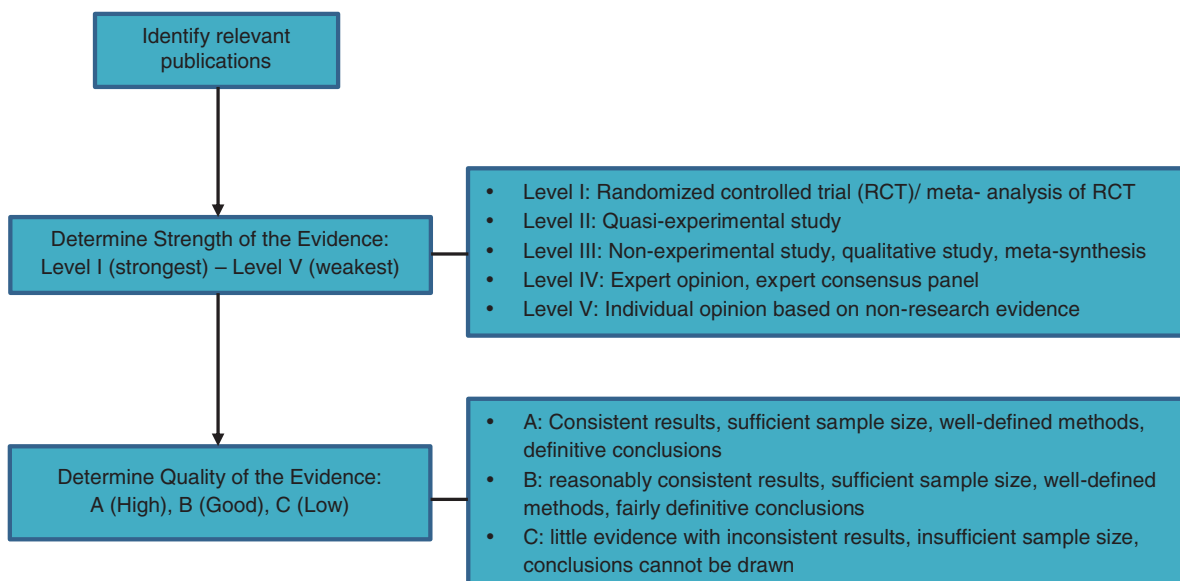 Identify relevant
publications
Determine Strength of the Evidence:
Level I (strongest) – Level V (weakest)
• Level I: Randomized controlled trial (RCT)/ meta- analysis of RCT
• Level II: Quasi-experimental study
• Level III: Non-experimental study, qualitative study, meta-synthesis
• Level IV: Expert opinion, expert consensus panel
• Level V: Individual opinion based on non-research evidence
Determine Quality of the Evidence:
A (High), B (Good), C (Low)
• A: Consistent results, sufficient sample size, well-defined methods,
definitive conclusions
• B: reasonably consistent results, sufficient sample size, well-defined
methods, fairly definitive conclusions
• C: little evidence with inconsistent results, insufficient sample size,
conclusions cannot be drawn